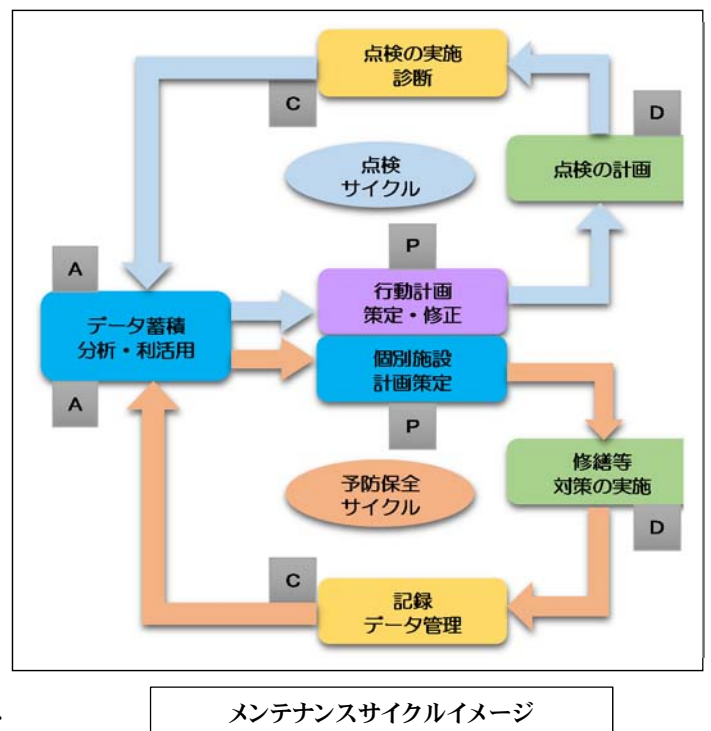 点検の実施
診断
C
D
点検
サイクル
点検の計画
P
A
行動計画
策定・修正
データ蓄積
分析・利活用
個別施設
計画策定
A
P
修繕等
対策の実施
予防保全
サイクル
D
C
記録
データ管理
メンテナンスサイクルイメージ